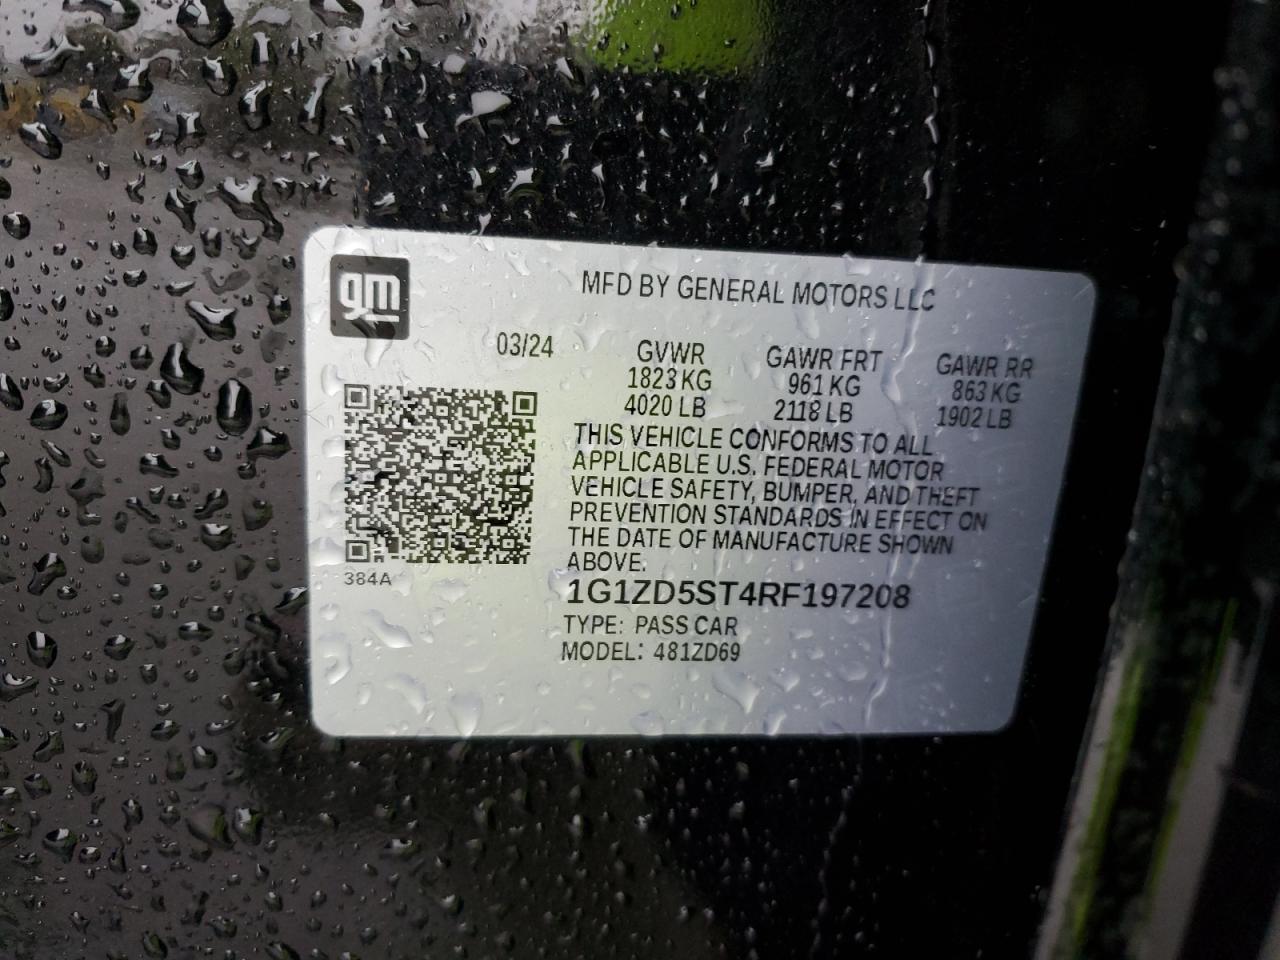 gm
MFD BY GENERAL MOTORS LLC
03/24 GVWR GAWR FRT GAWR RR
1823 KG 961 KG 863 KG
4020 LB 2118 LB 1902 LB
THIS VEHICLE CONFORMS TO ALL
APPLICABLE U.S. FEDERAL MOTOR
VEHICLE SAFETY, BUMPER, AND THEFT
PREVENTION STANDARDS IN EFFECT ON
THE DATE OF MANUFACTURE SHOWN
ABOVE.
384A
1G1ZD5ST4RF197208
TYPE: PASS CAR
MODEL: 481ZD69